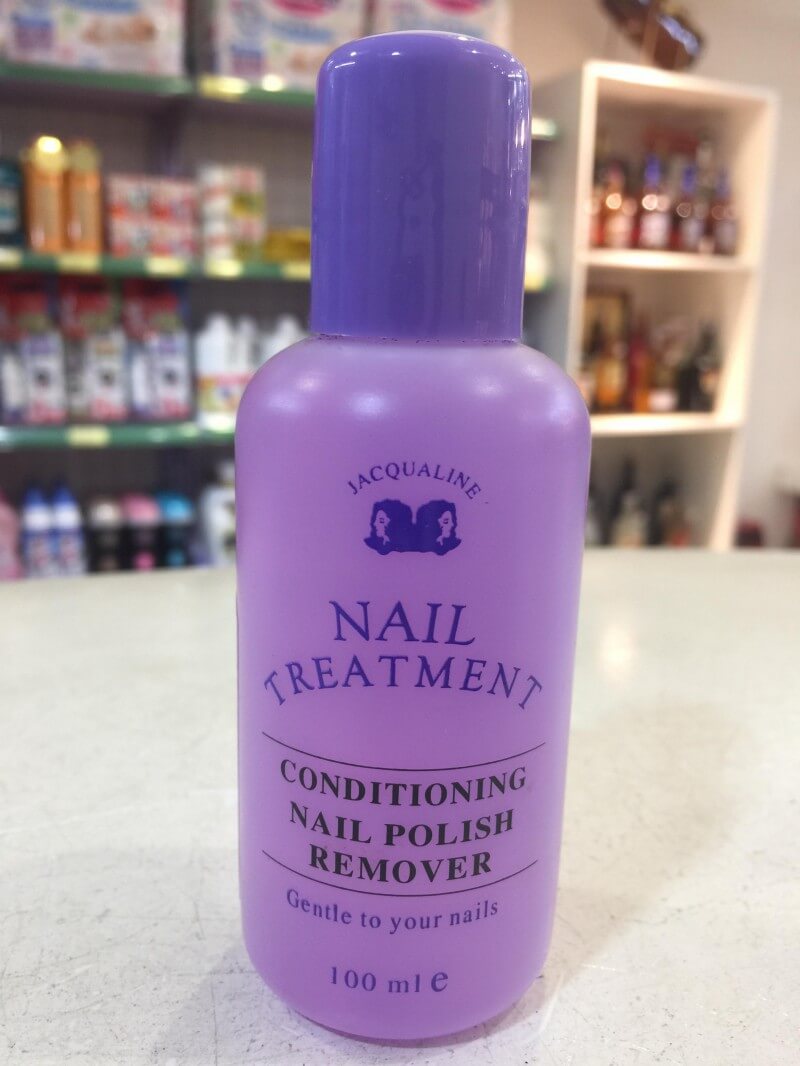 JACQUALINE
NAIL
TREATMENT
CONDITIONING
NAIL POLISH
REMOVER
Gentle to your nails
100 ml e